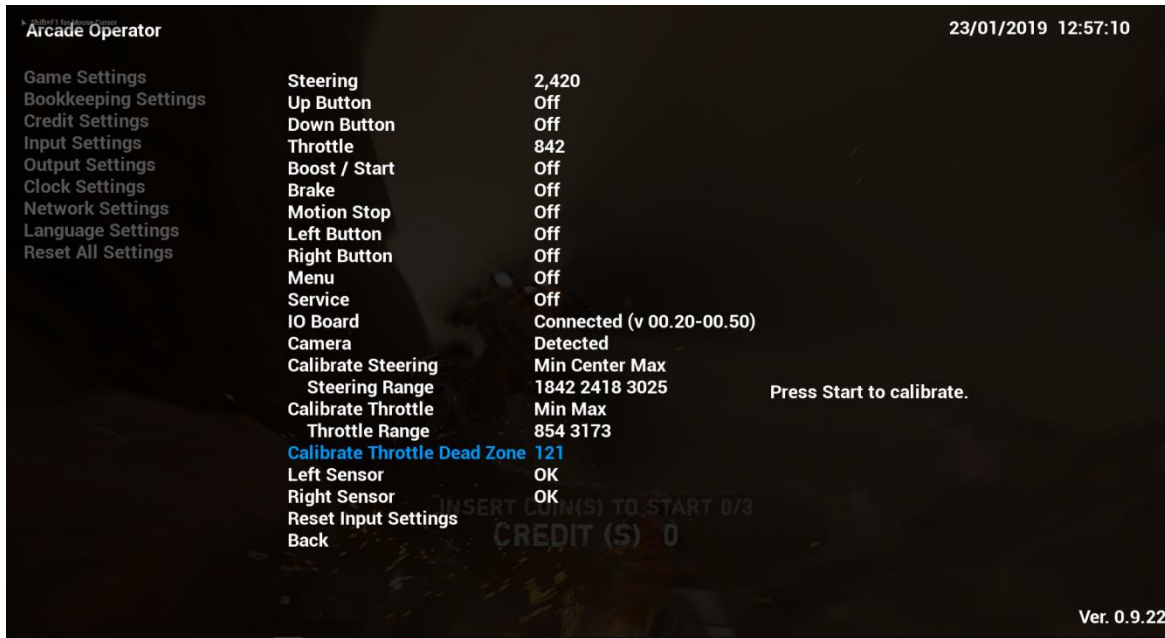 Shift+F1 for Mouse Cursor
Arcade Operator
23/01/2019 12:57:10
Game Settings
Bookkeeping Settings
Credit Settings
Input Settings
Output Settings
Clock Settings
Network Settings
Language Settings
Reset All Settings
Steering 2,420
Up Button Off
Down Button Off
Throttle 842
Boost / Start Off
Brake Off
Motion Stop Off
Left Button Off
Right Button Off
Menu Off
Service Off
IO Board Connected (v 00.20-00.50)
Camera Detected
Calibrate Steering Min Center Max
Steering Range 1842 2418 3025
Calibrate Throttle Min Max
Throttle Range 854 3173
Calibrate Throttle Dead Zone 121
Left Sensor OK
Right Sensor OK
Reset Input Settings
Back
Press Start to calibrate.
INSERT COIN(S) TO START 0/3
CREDIT (S) 0
Ver. 0.9.22